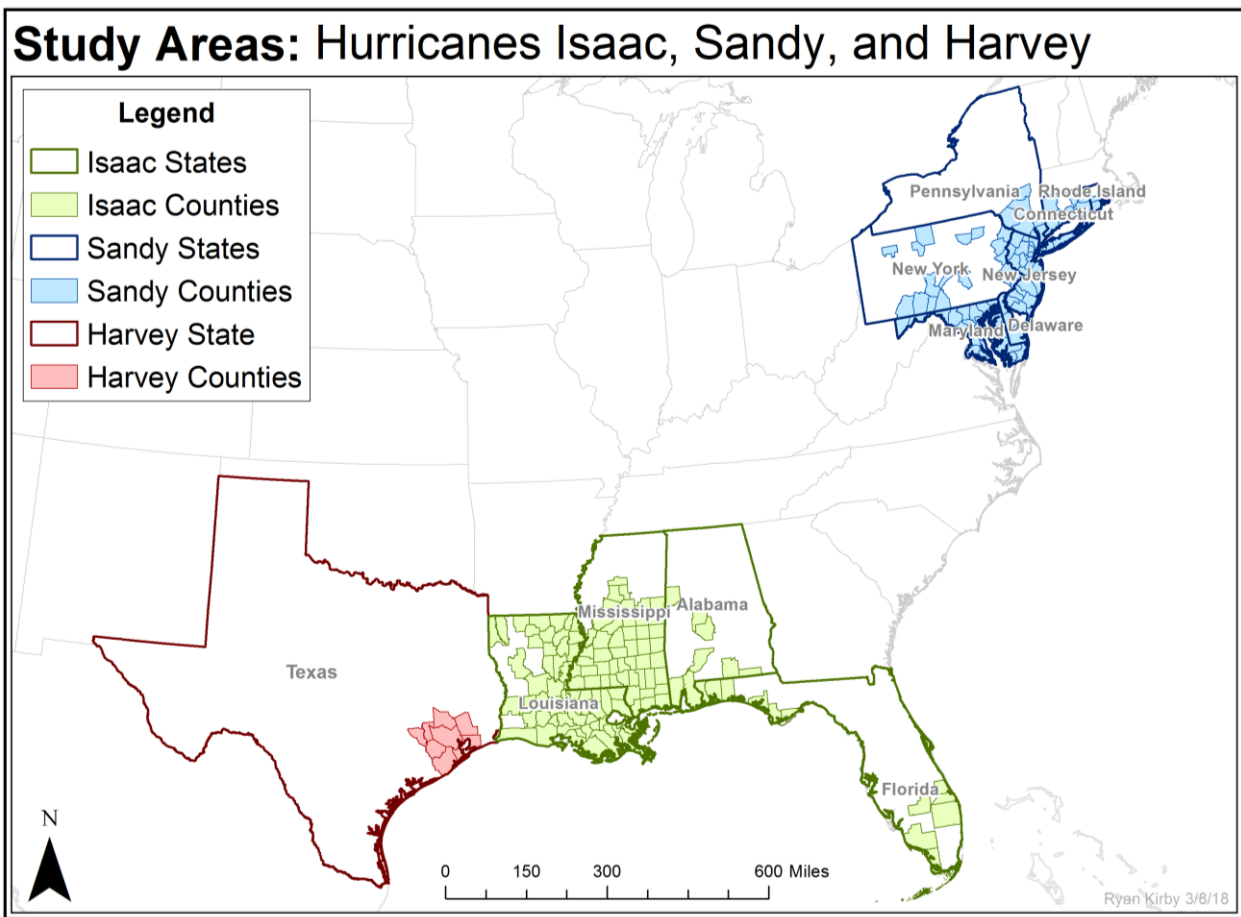 Study Areas: Hurricanes Isaac, Sandy, and Harvey
Legend
Isaac States
Isaac Counties
Sandy States
Sandy Counties
Harvey State
Harvey Counties
Pennsylvania Rhode Island
Connecticut
New York New Jersey
Maryland Delaware
Mississippi Alabama
Texas
Louisiana
Florida
N
0 150 300 600 Miles
Ryan Kirby 3/8/18